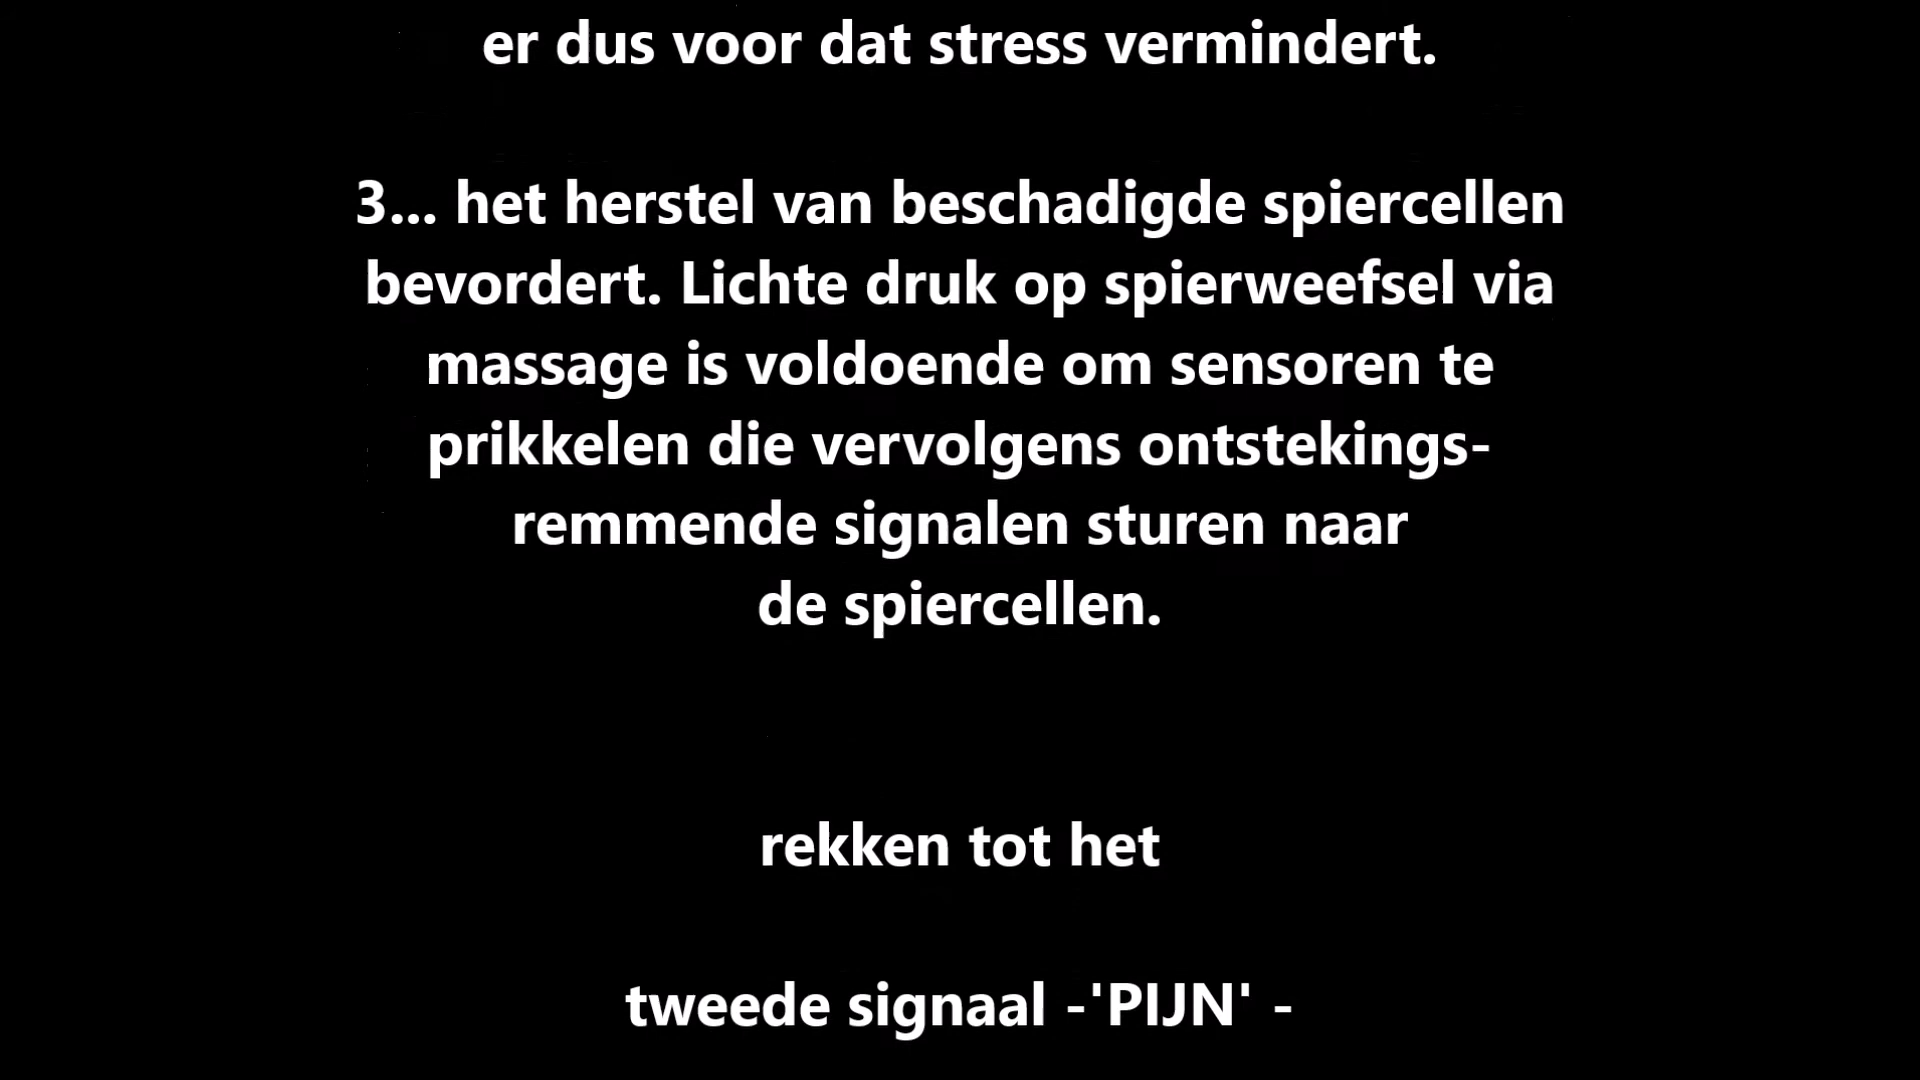 er dus voor dat stress vermindert.
3... het herstel van beschadigde spiercellen
bevordert. Lichte druk op spierweefsel via
massage is voldoende om sensoren te
prikkelen die vervolgens ontstekings-
remmende signalen sturen naar
de spiercellen.
rekken tot het
tweede signaal -'PIJN' -